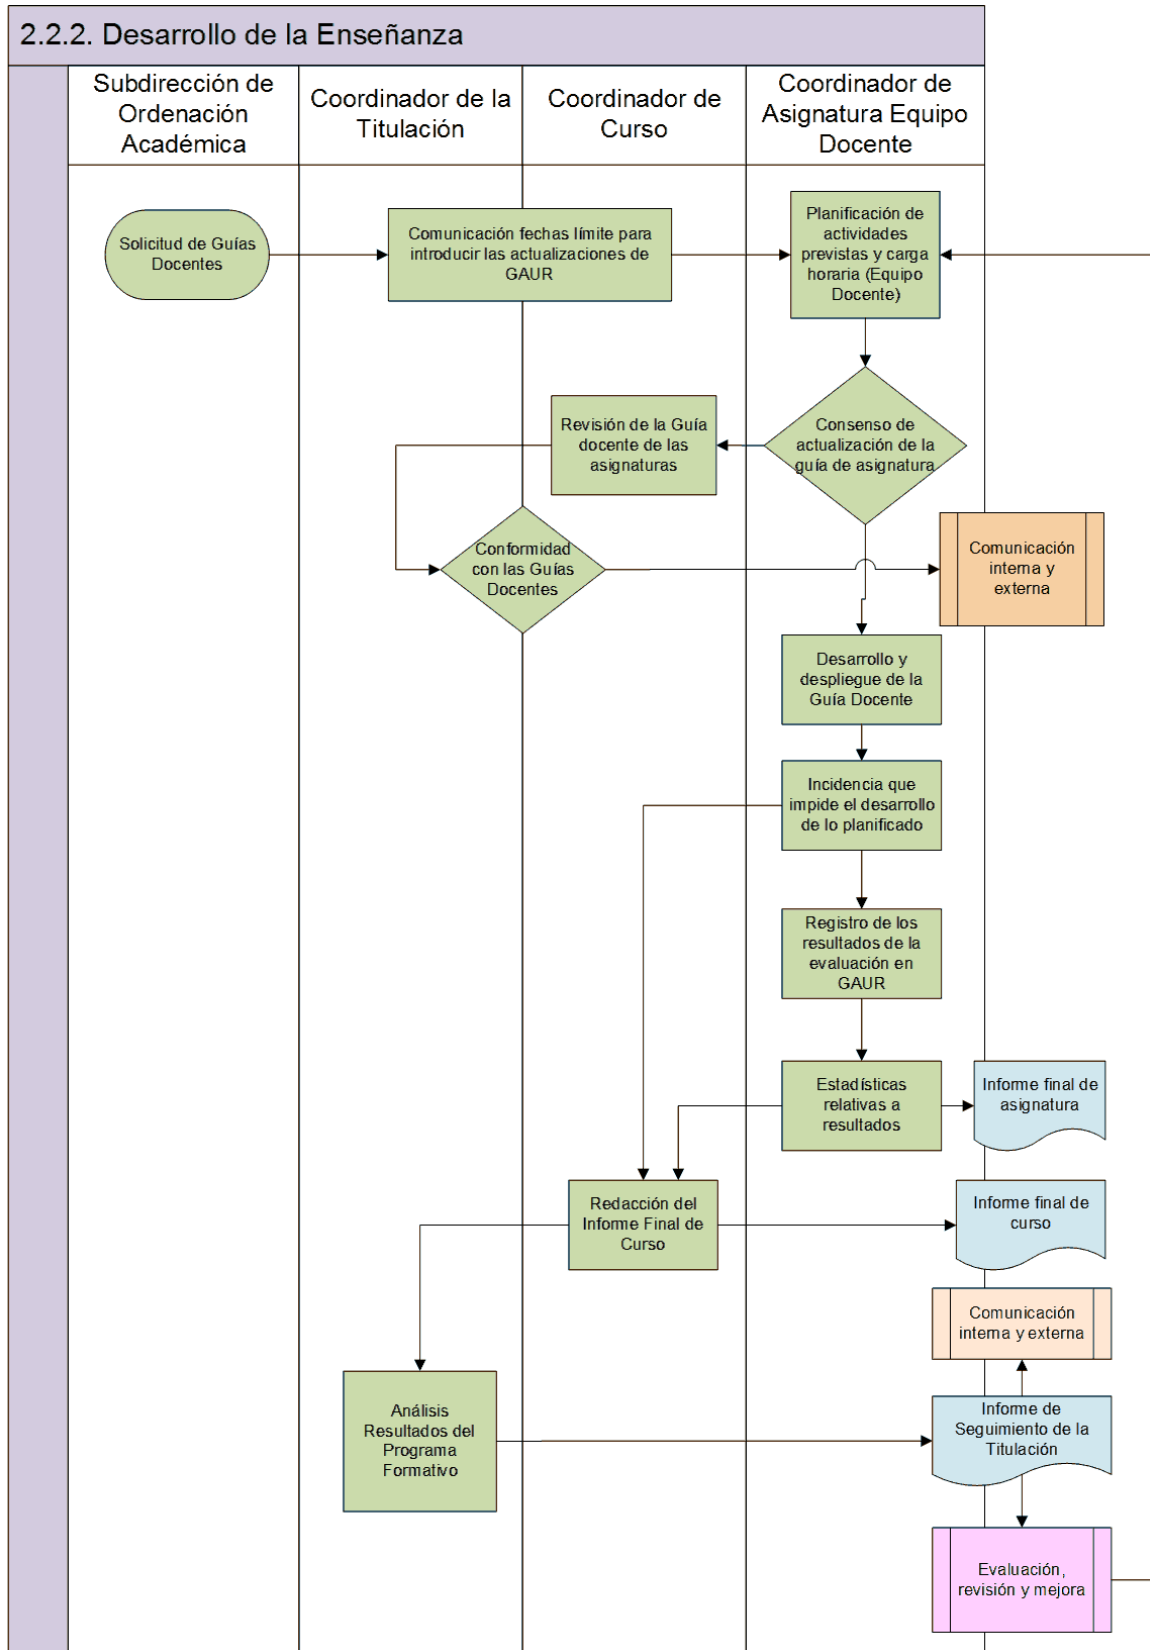 2.2.2. Desarrollo de la Enseñanza
Subdirección de
Ordenación
Académica
Coordinador de la
Titulación
Coordinador de
Curso
Coordinador de
Asignatura Equipo
Docente
Solicitud de Guías
Docentes
Comunicación fechas límite para
introducir las actualizaciones de
GAUR
Planificación de
actividades
previstas y carga
horaria (Equipo
Docente)
Revisión de la Guía
docente de las
asignaturas
Consenso de
actualización de la
guía de asignatura
Conformidad
con las Guías
Docentes
Comunicación
interna y
externa
Desarrollo y
despliegue de la
Guía Docente
Incidencia que
impide el desarrollo
de lo planificado
Registro de los
resultados de la
evaluación en
GAUR
Estadísticas
relativas a
resultados
Informe final de
asignatura
Redacción del
Informe Final de
Curso
Informe final de
curso
Comunicación
interna y externa
Análisis
Resultados del
Programa
Formativo
Informe de
Seguimiento de la
Titulación
Evaluación,
revisión y mejora